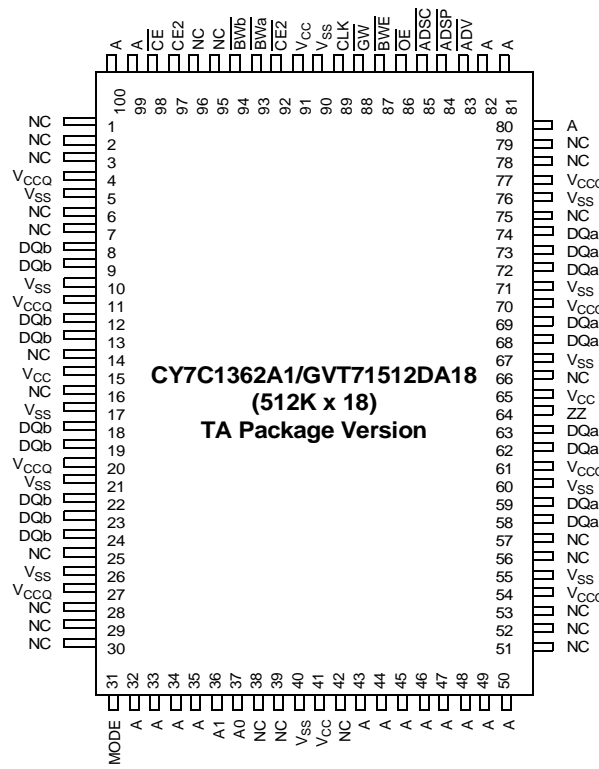 A A CE CE2 NC NC BWb BWa CE2 VCC VSS CLK GW BWE OE ADSC ADSP ADV A A
100 99 98 97 96 95 94 93 92 91 90 89 88 87 86 85 84 83 82 81
NC 1 80 A
NC 2 79 NC
NC 3 78 NC
VCCQ 4 77 VCCQ
VSS 5 76 VSS
NC 6 75 NC
NC 7 74 DQa
DQb 8 73 DQa
DQb 9 72 DQa
VSS 10 71 VSS
VCCQ 11 70 VCCQ
DQb 12 69 DQa
DQb 13 68 DQa
NC 14 67 VSS
VCC 15 66 NC
NC 16 65 VCC
VSS 17 64 ZZ
DQb 18 63 DQa
DQb 19 62 DQa
VCCQ 20 61 VCCQ
VSS 21 60 VSS
DQb 22 59 DQa
DQb 23 58 DQa
DQb 24 57 NC
NC 25 56 NC
VSS 26 55 VSS
VCCQ 27 54 VCCQ
NC 28 53 NC
NC 29 52 NC
NC 30 51 NC
CY7C1362A1/GVT71512DA18
(512K x 18)
TA Package Version
31 32 33 34 35 36 37 38 39 40 41 42 43 44 45 46 47 48 49 50
MODE A A A A A1 A0 NC NC VSS VCC NC A A A A A A A A